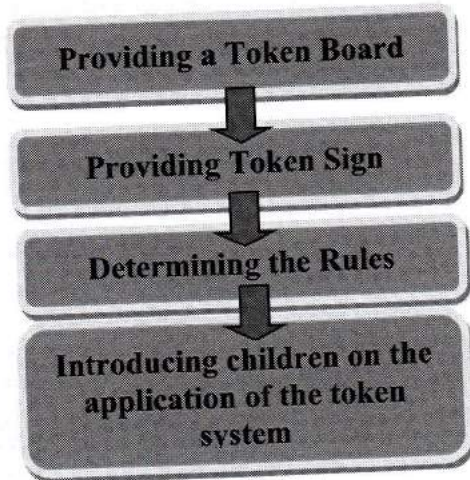 Providing a Token Board
Providing Token Sign
Determining the Rules
Introducing children on the
application of the token
system